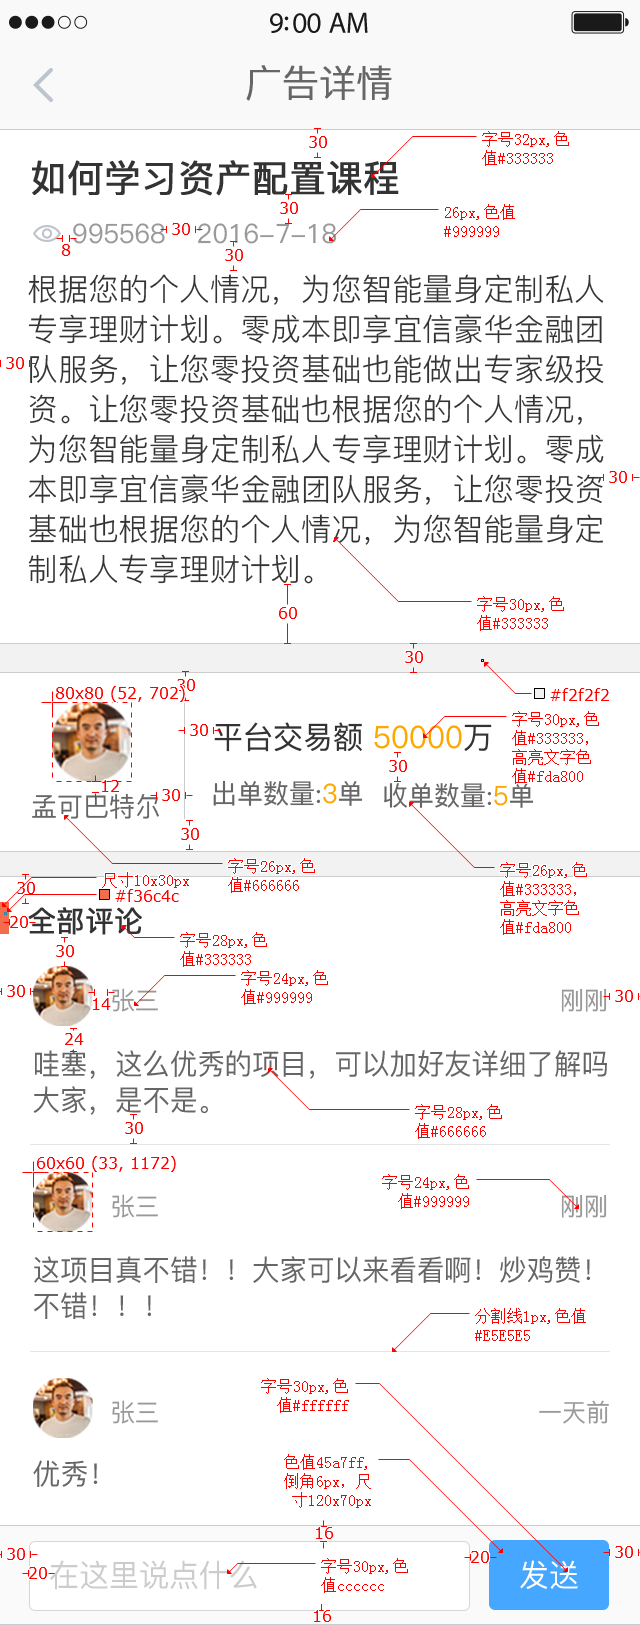 9:00 AM
广告详情
30
字号32px,色
值#333333
如何学习资产配置课程
30
26px,色值
#999999
995568
30
2016-7-18
8
30
根据您的个人情况，为您智能量身定制私人
专享理财计划。零成本即享宜信豪华金融团
30
队服务，让您零投资基础也能做出专家级投
资。让您零投资基础也根据您的个人情况，
为您智能量身定制私人专享理财计划。零成
30
本即享宜信豪华金融团队服务，让您零投资
基础也根据您的个人情况，为您智能量身定
制私人专享理财计划。
字号30px,色
值#333333
60
30
30
80x80 (52, 702)
#f2f2f2
字号30px,色
值#333333,
高亮文字色
值#fda800
30
平台交易额 50000万
30
12
孟可巴特尔
30
出单数量:3单
收单数量:5单
30
字号26px,色
值#666666
字号26px,色
值#333333,
高亮文字色
值#fda800
尺寸10x30px
30
#f36c4c
20
全部评论
字号28px,色
值#333333
30
字号24px,色
值#999999
30
14
张三
刚刚
30
24
哇塞，这么优秀的项目，可以加好友详细了解吗
大家，是不是。
字号28px,色
值#666666
30
60x60 (33, 1172)
字号24px,色
值#999999
张三
刚刚
这项目真不错！！大家可以来看看啊！炒鸡赞！
不错！！！
分割线1px,色值
#E5E5E5
字号30px,色
值#ffffff
张三
一天前
色值45a7ff,
倒角6px，尺
寸120x70px
优秀！
16
30
20
在这里说点什么
字号30px,色
值cccccc
20
发送
30
16